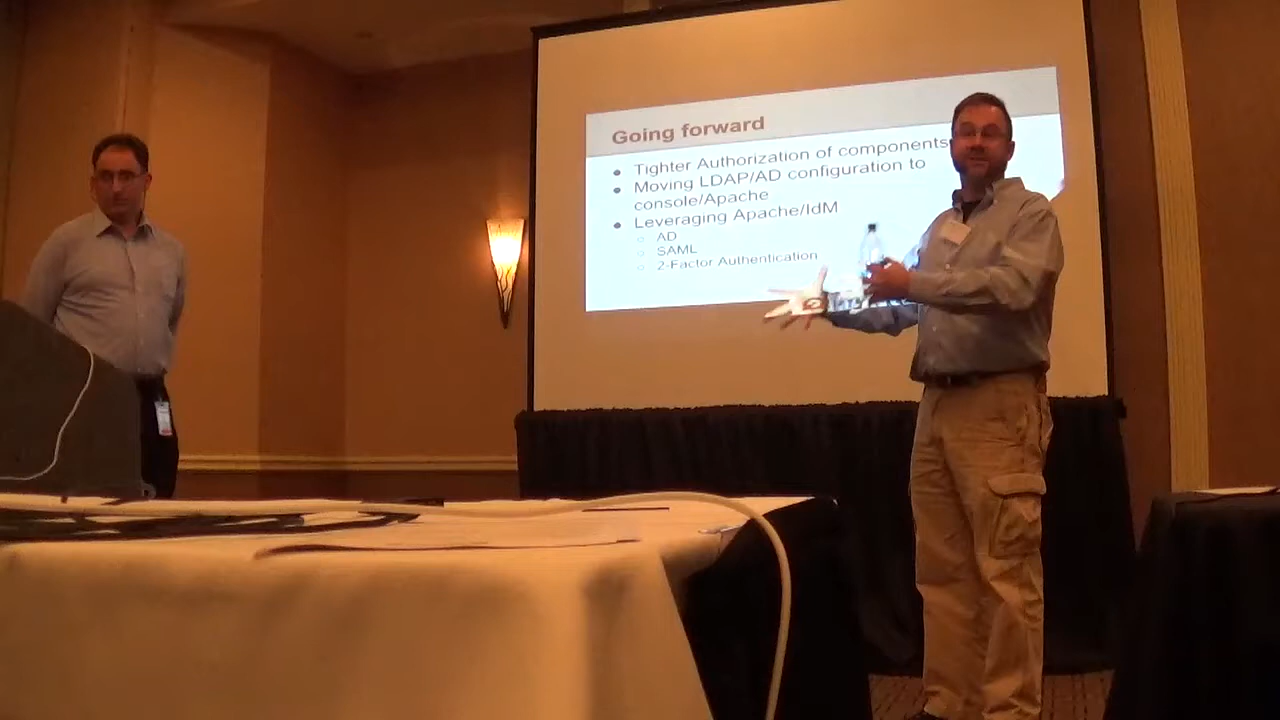 Going forward
● Tighter Authorization of components
● Moving LDAP/AD configuration to
console/Apache
● Leveraging Apache/IdM
○ AD
○ SAML
○ 2-Factor Authentication